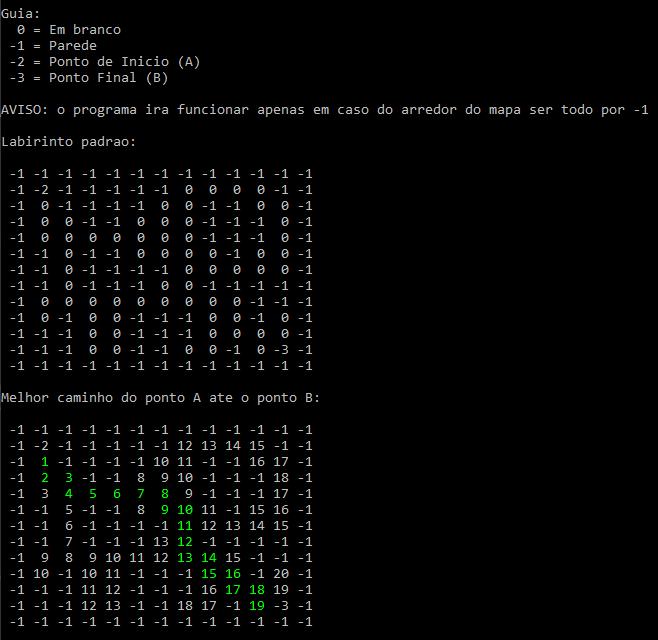 Guia:
  0 = Em branco
 -1 = Parede
 -2 = Ponto de Inicio (A)
 -3 = Ponto Final (B)
AVISO: o programa ira funcionar apenas em caso do arredor do mapa ser todo por -1
Labirinto padrao:
 -1 -1 -1 -1 -1 -1 -1 -1 -1 -1 -1 -1 -1
 -1 -2 -1 -1 -1 -1 -1  0  0  0  0 -1 -1
 -1  0 -1 -1 -1 -1  0  0 -1 -1  0  0 -1
 -1  0  0 -1 -1  0  0  0 -1 -1 -1  0 -1
 -1  0  0  0  0  0  0  0 -1 -1 -1  0 -1
 -1 -1  0 -1 -1  0  0  0  0 -1  0  0 -1
 -1 -1  0 -1 -1 -1 -1  0  0  0  0  0 -1
 -1 -1  0 -1 -1 -1  0  0 -1 -1 -1 -1 -1
 -1  0  0  0  0  0  0  0  0  0 -1 -1 -1
 -1  0 -1  0  0 -1 -1 -1  0  0 -1  0 -1
 -1 -1 -1  0  0 -1 -1 -1  0  0  0  0 -1
 -1 -1 -1  0  0 -1 -1  0  0 -1  0 -3 -1
 -1 -1 -1 -1 -1 -1 -1 -1 -1 -1 -1 -1 -1
Melhor caminho do ponto A ate o ponto B:
 -1 -1 -1 -1 -1 -1 -1 -1 -1 -1 -1 -1 -1
 -1 -2 -1 -1 -1 -1 -1 12 13 14 15 -1 -1
 -1  1 -1 -1 -1 -1 10 11 -1 -1 16 17 -1
 -1  2  3 -1 -1  8  9 10 -1 -1 -1 18 -1
 -1  3  4  5  6  7  8  9 -1 -1 -1 17 -1
 -1 -1  5 -1 -1  8  9 10 11 -1 15 16 -1
 -1 -1  6 -1 -1 -1 -1 11 12 13 14 15 -1
 -1 -1  7 -1 -1 -1 13 12 -1 -1 -1 -1 -1
 -1  9  8  9 10 11 12 13 14 15 -1 -1 -1
 -1 10 -1 10 11 -1 -1 -1 15 16 -1 20 -1
 -1 -1 -1 11 12 -1 -1 -1 16 17 18 19 -1
 -1 -1 -1 12 13 -1 -1 18 17 -1 19 -3 -1
 -1 -1 -1 -1 -1 -1 -1 -1 -1 -1 -1 -1 -1